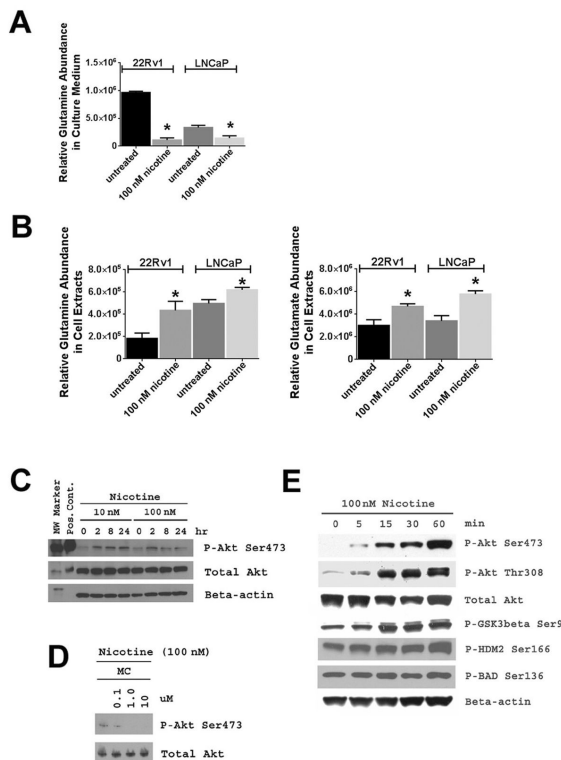 A
22Rv1 LNCaP
Relative Glutamine Abundance
in Culture Medium
1.5×10⁶
1.0×10⁶
5.0×10⁵
0
* *
untreated
100 nM nicotine
untreated
100 nM nicotine
B
22Rv1 LNCaP
Relative Glutamine Abundance
in Cell Extracts
8.0×10⁵
6.0×10⁵
4.0×10⁵
2.0×10⁵
0
* *
untreated
100 nM nicotine
untreated
100 nM nicotine
22Rv1 LNCaP
Relative Glutamate Abundance
in Cell Extracts
8.0×10⁶
6.0×10⁶
4.0×10⁶
2.0×10⁶
0
* *
untreated
100 nM nicotine
untreated
100 nM nicotine
C
MW Marker
Pos.Cont.
Nicotine
10 nM 100 nM
0 2 8 24 0 2 8 24 hr
P-Akt Ser473
Total Akt
Beta-actin
D
Nicotine (100 nM)
MC
0.1 1.0 10 uM
P-Akt Ser473
Total Akt
E
100nM Nicotine
0 5 15 30 60 min
P-Akt Ser473
P-Akt Thr308
Total Akt
P-GSK3beta Ser9
P-HDM2 Ser166
P-BAD Ser136
Beta-actin